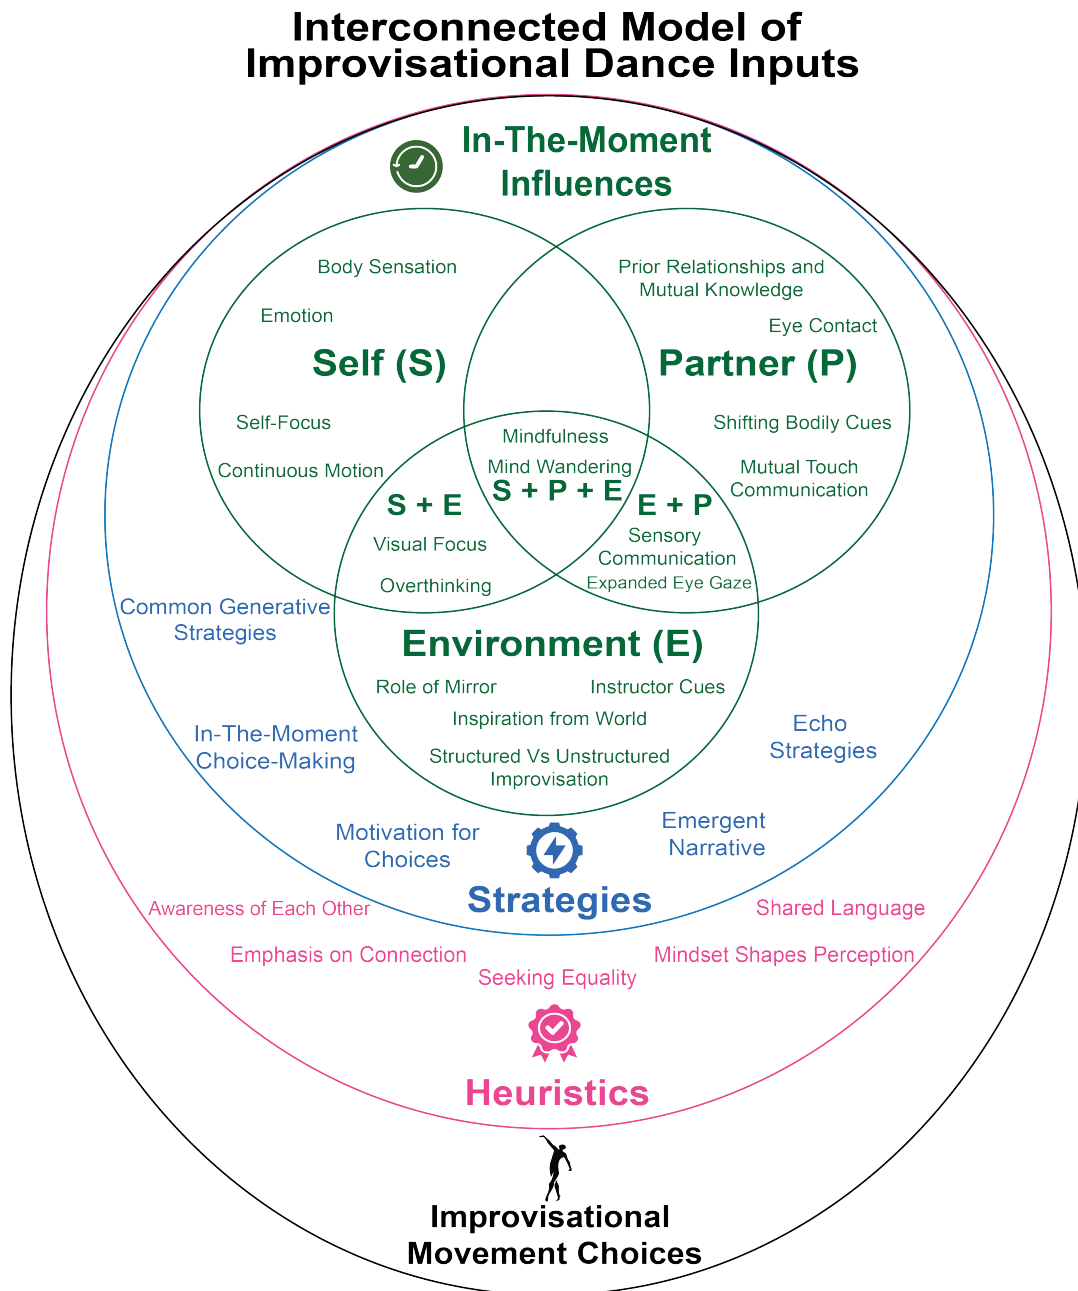 Interconnected Model of
Improvisational Dance Inputs
In-The-Moment
Influences
Body Sensation
Emotion
Self (S)
Self-Focus
Continuous Motion
Prior Relationships and
Mutual Knowledge
Eye Contact
Partner (P)
Shifting Bodily Cues
Mutual Touch
Communication
Mindfulness
Mind Wandering
S + P + E
S + E
Visual Focus
Overthinking
E + P
Sensory
Communication
Expanded Eye Gaze
Environment (E)
Role of Mirror
Instructor Cues
Inspiration from World
Structured Vs Unstructured
Improvisation
Common Generative
Strategies
In-The-Moment
Choice-Making
Motivation for
Choices
Echo
Strategies
Emergent
Narrative
Strategies
Awareness of Each Other
Emphasis on Connection
Seeking Equality
Mindset Shapes Perception
Shared Language
Heuristics
Improvisational
Movement Choices